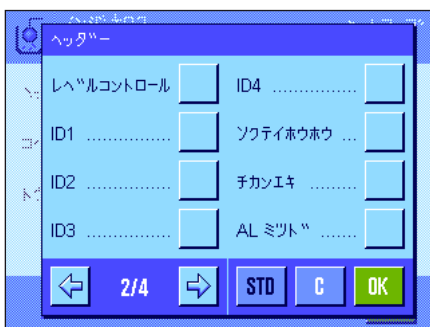 ヘッダー
レベルコントロール
ID1 ................
ID2 ................
ID3 ................
ID4 ................
ソクテイホウホウ ...
チカンエキ .........
AL ミツド .......
2/4
STD
C
OK